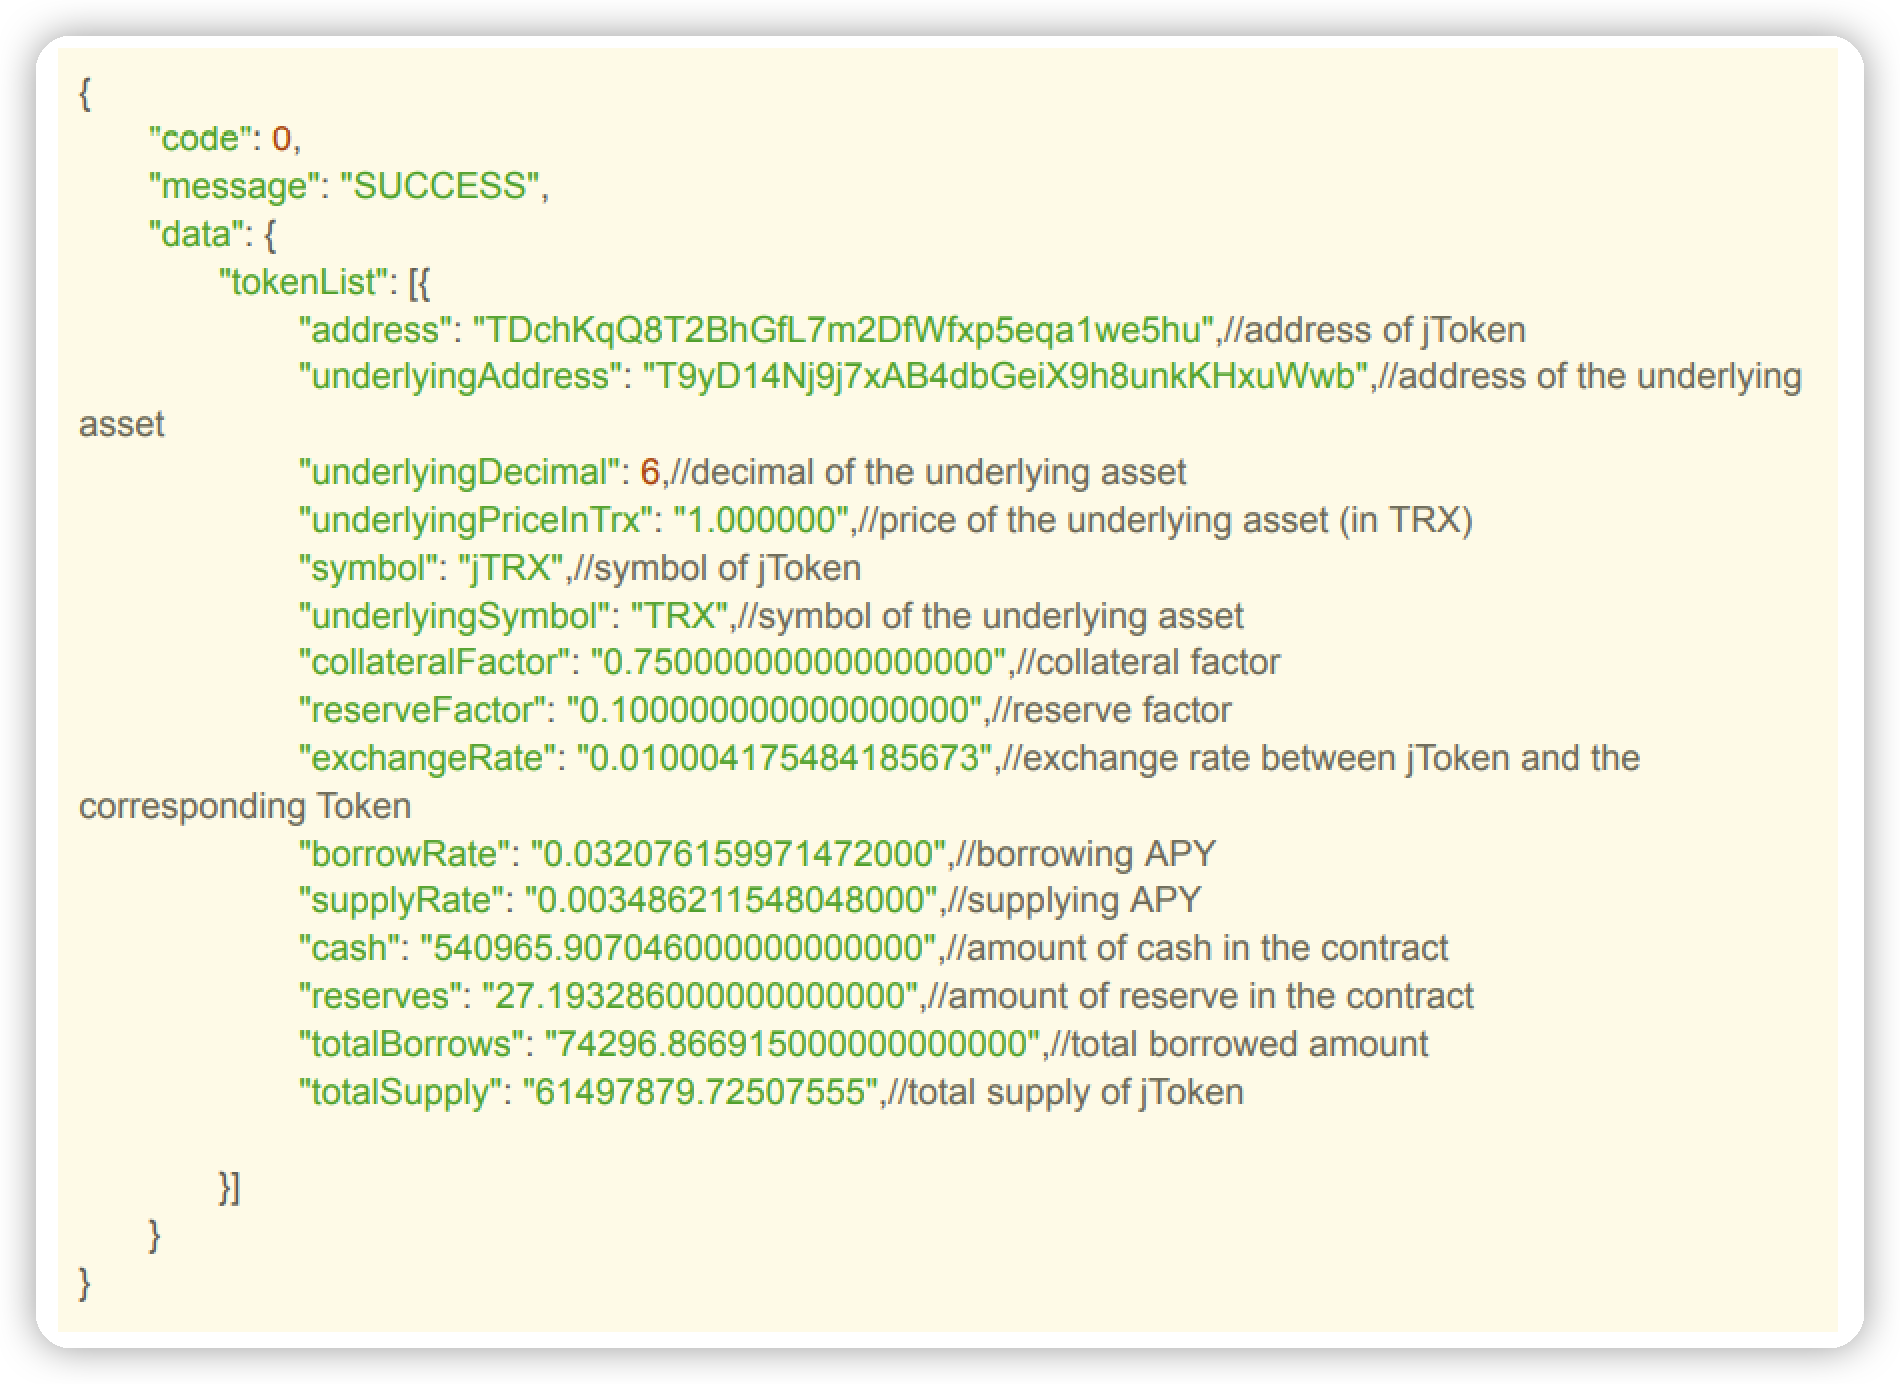 {
"code": 0,
"message": "SUCCESS",
"data": {
"tokenList": [{
"address": "TDchKqQ8T2BhGfL7m2DfWfxp5eqa1we5hu",//address of jToken
"underlyingAddress": "T9yD14Nj9j7xAB4dbGeiX9h8unkKHxuWwb",//address of the underlying
asset
"underlyingDecimal": 6,//decimal of the underlying asset
"underlyingPriceInTrx": "1.000000",//price of the underlying asset (in TRX)
"symbol": "jTRX",//symbol of jToken
"underlyingSymbol": "TRX",//symbol of the underlying asset
"collateralFactor": "0.750000000000000000",//collateral factor
"reserveFactor": "0.100000000000000000",//reserve factor
"exchangeRate": "0.010004175484185673",//exchange rate between jToken and the
corresponding Token
"borrowRate": "0.032076159971472000",//borrowing APY
"supplyRate": "0.003486211548048000",//supplying APY
"cash": "540965.907046000000000000",//amount of cash in the contract
"reserves": "27.193286000000000000",//amount of reserve in the contract
"totalBorrows": "74296.866915000000000000",//total borrowed amount
"totalSupply": "61497879.72507555",//total supply of jToken
}]
}
}